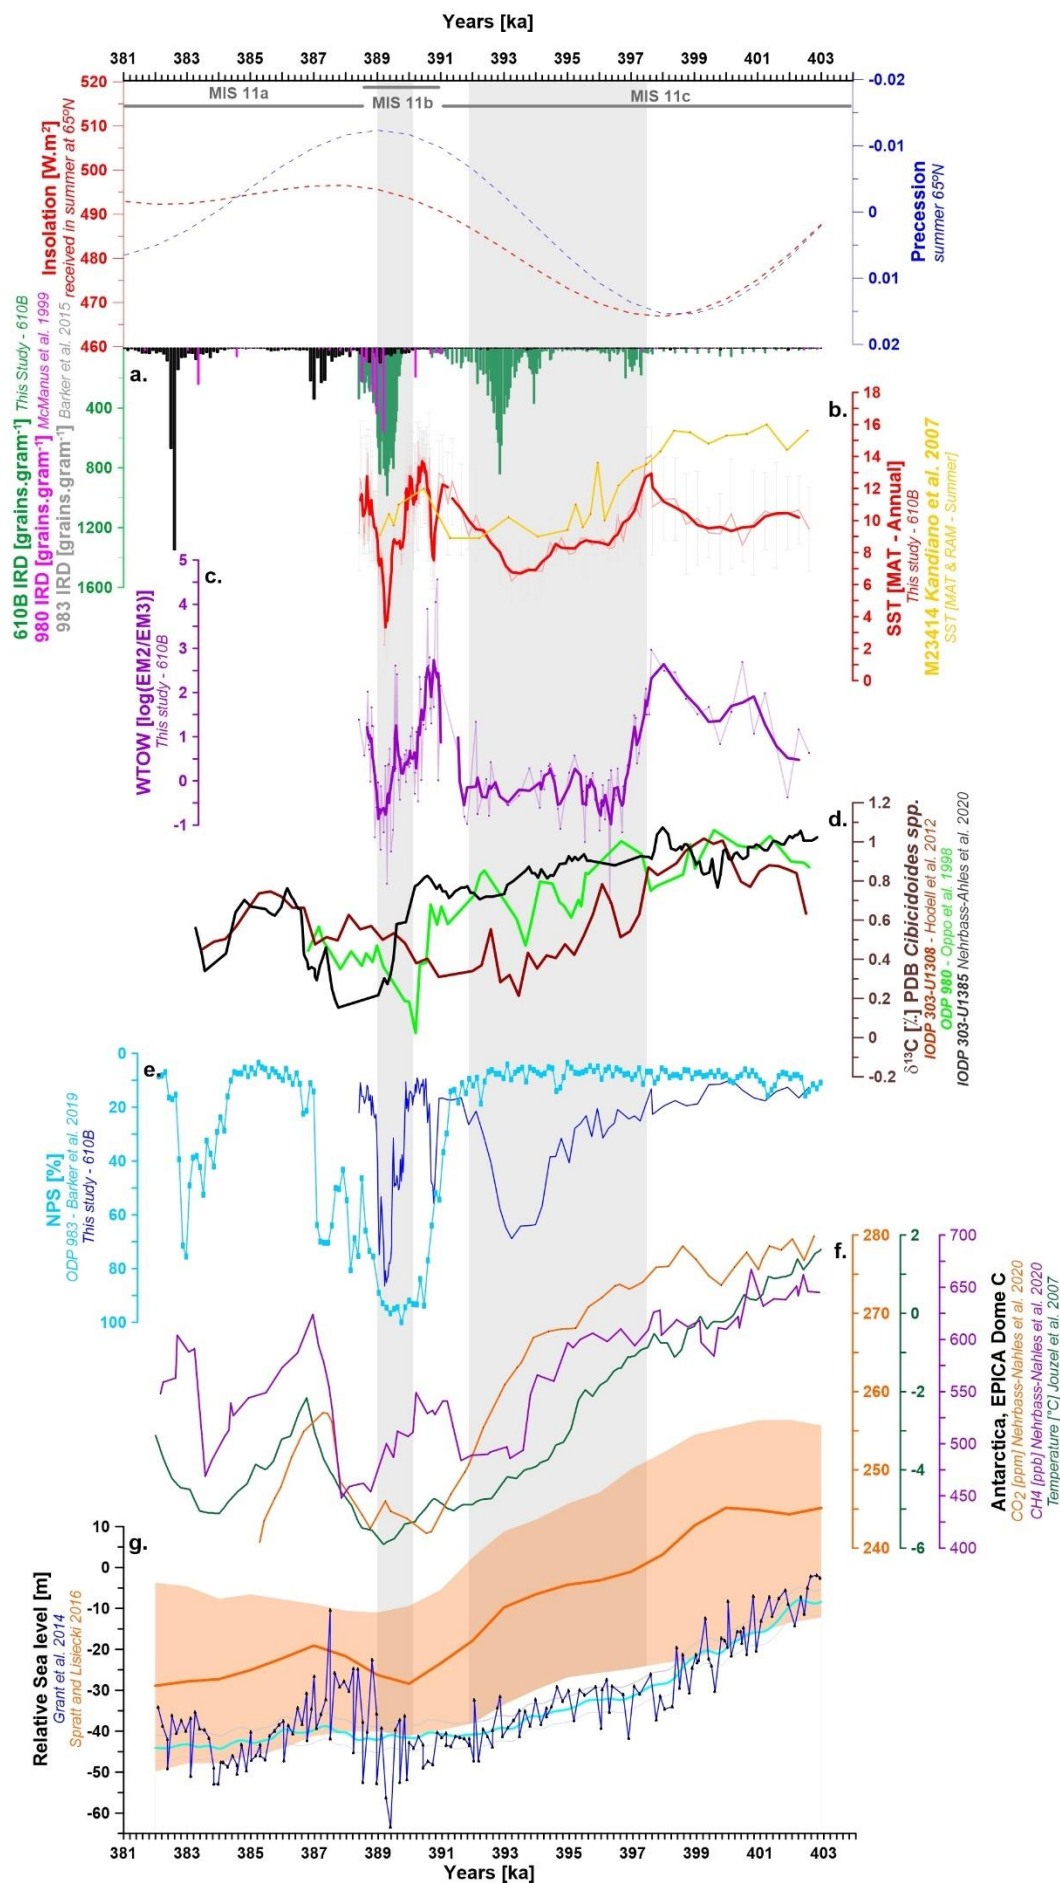 Years [ka]
381 383 385 387 389 391 393 395 397 399 401 403
MIS 11a
MIS 11b
MIS 11c
520
510
500
490
480
470
460
Insolation [W.m²]
received in summer at 65ºN
-0.02
-0.01
0
0.01
0.02
Precession
summer 65ºN
a.
400
800
1200
1600
610B IRD [grains.gram-¹] This Study - 610B
980 IRD [grains.gram-¹] McManus et al. 1999
983 IRD [grains.gram-¹] Barker et al. 2015
b.
18
16
14
12
10
8
6
4
2
0
SST [MAT - Annual]
This study - 610B
M23414 Kandiano et al. 2007
SST [MAT & RAM - Summer]
c.
5
4
3
2
1
0
-1
WTOW [log(EM2/EM3)]
This study - 610B
d.
1.2
1
0.8
0.6
0.4
0.2
0
-0.2
δ¹³C [‰] PDB Cibicidoides spp.
IODP 303-U1308 - Hodell et al. 2012
ODP 980 - Oppo et al. 1998
IODP 303-U1385 Nehrbass-Ahles et al. 2020
e.
0
20
40
60
80
100
NPS [%]
ODP 983 - Barker et al. 2019
This study - 610B
f.
280
270
260
250
240
2
0
-2
-4
-6
700
650
600
550
500
450
400
Antarctica, EPICA Dome C
CO2 [ppm] Nehrbass-Nahles et al. 2020
CH4 [ppb] Nehrbass-Nahles et al. 2020
Temperature [°C] Jouzel et al. 2007
g.
10
0
-10
-20
-30
-40
-50
-60
Relative Sea level [m]
Grant et al. 2014
Spratt and Lisiecki 2016
381 383 385 387 389 391 393 395 397 399 401 403
Years [ka]